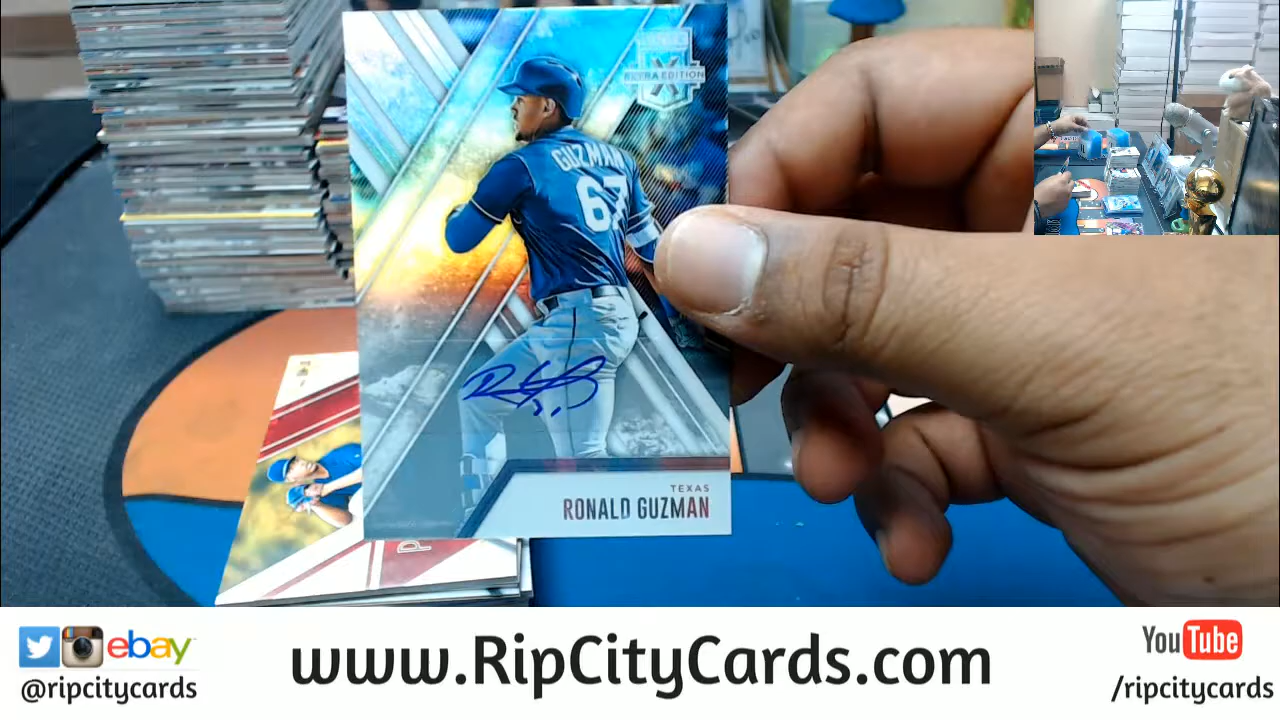 EXTRA EDITION
GUZMAN
67
TEXAS
RONALD GUZMAN
ebay
@ripcitycards
www.RipCityCards.com
YouTube
/ripcitycards